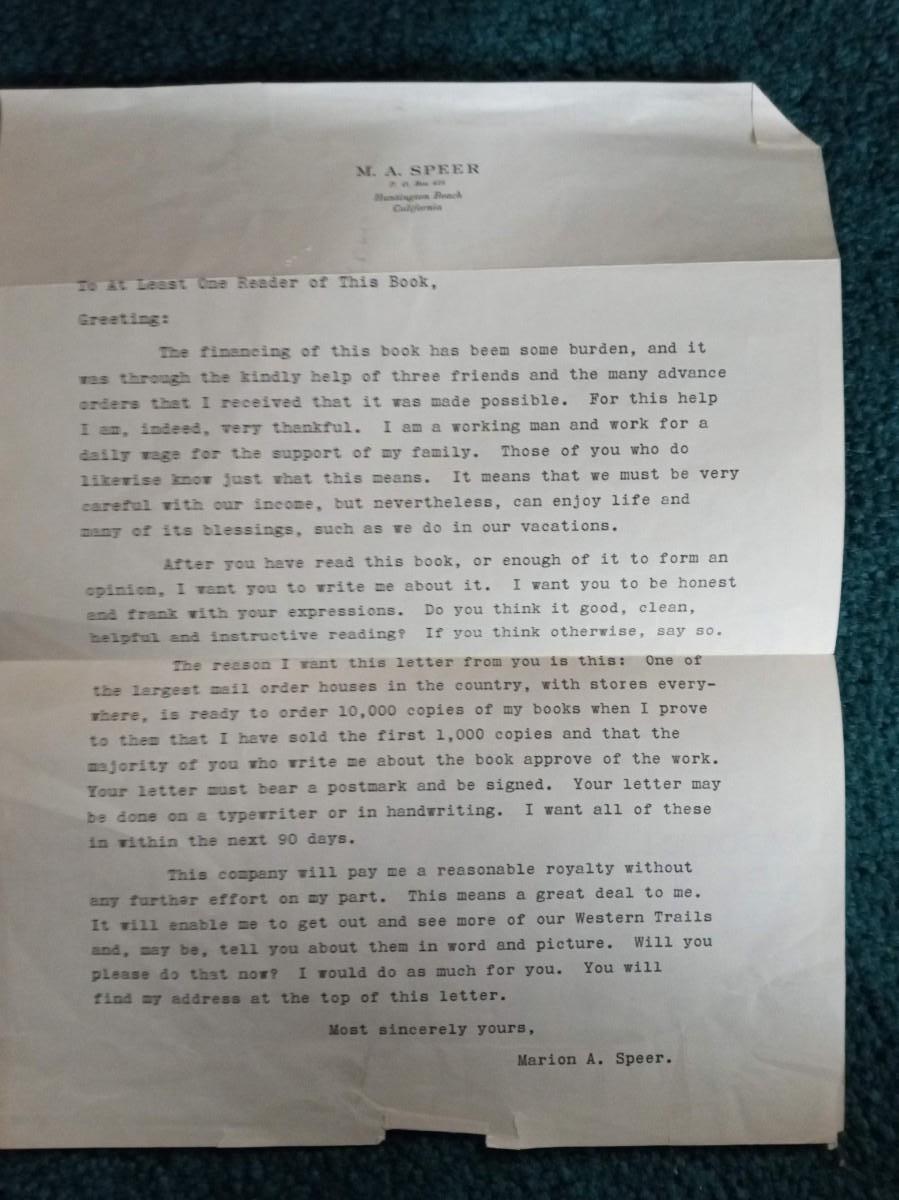 M. A. SPEER
P. O. Box
Huntington Beach
California
To At Least One Reader of This Book,
Greeting:
The financing of this book has beem some burden, and it
was through the kindly help of three friends and the many advance
orders that I received that it was made possible. For this help
I am, indeed, very thankful. I am a working man and work for a
daily wage for the support of my family. Those of you who do
likewise know just what this means. It means that we must be very
careful with our income, but nevertheless, can enjoy life and
many of its blessings, such as we do in our vacations.
After you have read this book, or enough of it to form an
opinion, I want you to write me about it. I want you to be honest
and frank with your expressions. Do you think it good, clean,
helpful and instructive reading? If you think otherwise, say so.
The reason I want this letter from you is this: One of
the largest mail order houses in the country, with stores every-
where, is ready to order 10,000 copies of my books when I prove
to them that I have sold the first 1,000 copies and that the
majority of you who write me about the book approve of the work.
Your letter must bear a postmark and be signed. Your letter may
be done on a typewriter or in handwriting. I want all of these
in within the next 90 days.
This company will pay me a reasonable royalty without
any further effort on my part. This means a great deal to me.
It will enable me to get out and see more of our Western Trails
and, may be, tell you about them in word and picture. Will you
please do that now? I would do as much for you. You will
find my address at the top of this letter.
Most sincerely yours,
Marion A. Speer.